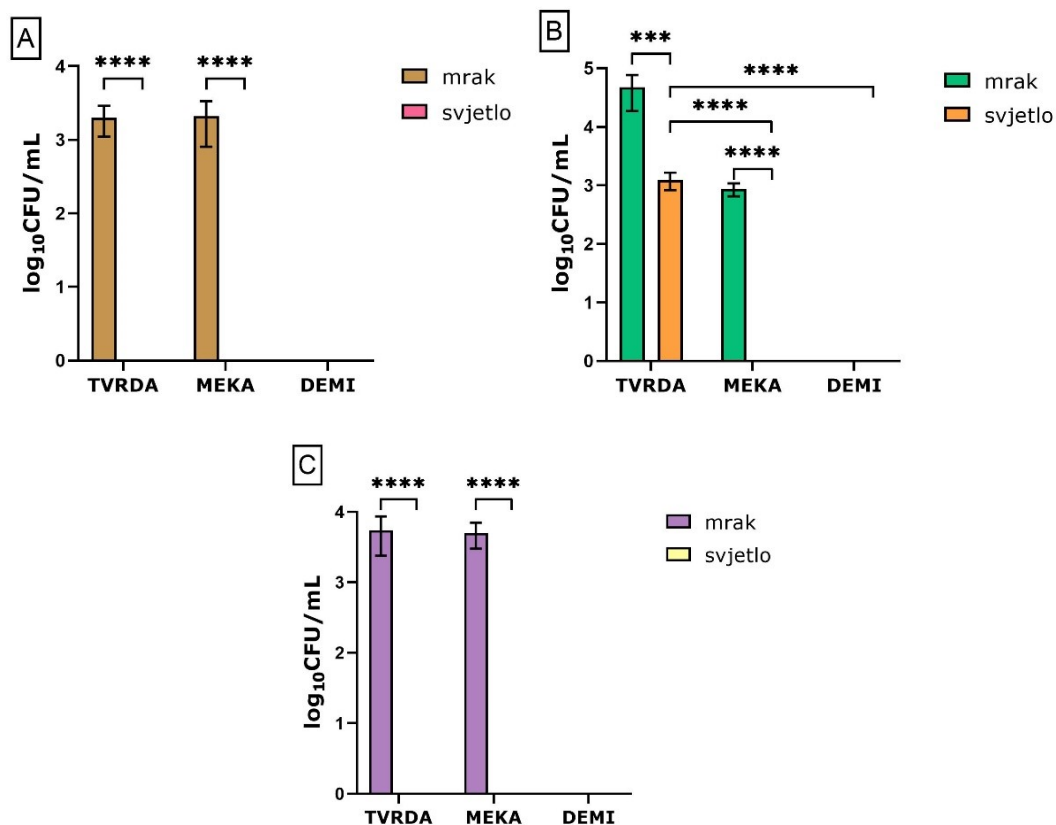 A
****
****
mrak
svjetlo
log₁₀CFU/mL
4
3
2
1
0
TVRDA
MEKA
DEMI
B
***
****
****
****
mrak
svjetlo
log₁₀CFU/mL
5
4
3
2
1
0
TVRDA
MEKA
DEMI
C
****
****
mrak
svjetlo
log₁₀CFU/mL
4
3
2
1
0
TVRDA
MEKA
DEMI